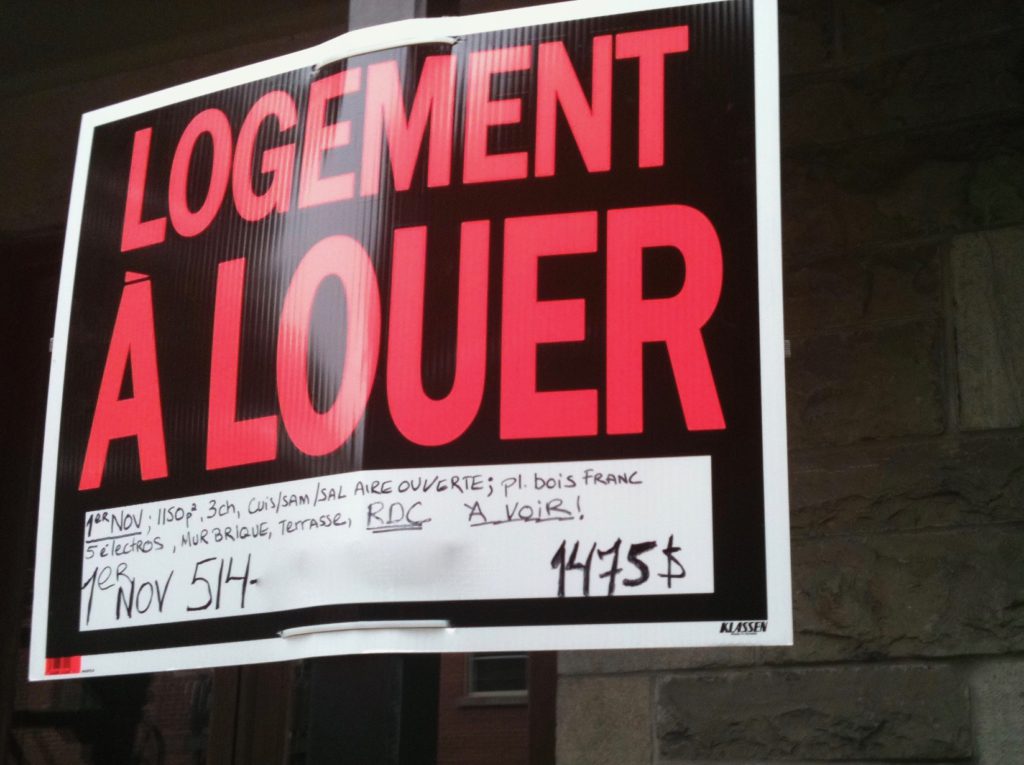 LOGEMENT
À LOUER
1er NOV; 1150p², 3ch, Cuis/sam/SAL AIRE OUVERTE; pl. bois FRANC
5 électros, MUR BRIQUE, Terrasse, RDC A VOIR!
1ER NOV 514- 1475$
KLASSEN